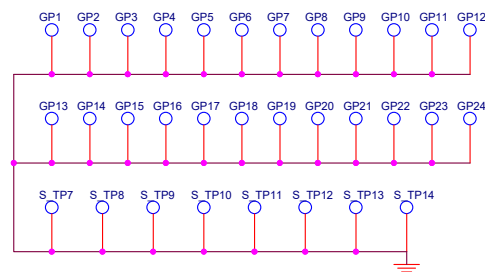 GP1 GP2 GP3 GP4 GP5 GP6 GP7 GP8 GP9 GP10 GP11 GP12
GP13 GP14 GP15 GP16 GP17 GP18 GP19 GP20 GP21 GP22 GP23 GP24
S_TP7 S_TP8 S_TP9 S_TP10 S_TP11 S_TP12 S_TP13 S_TP14